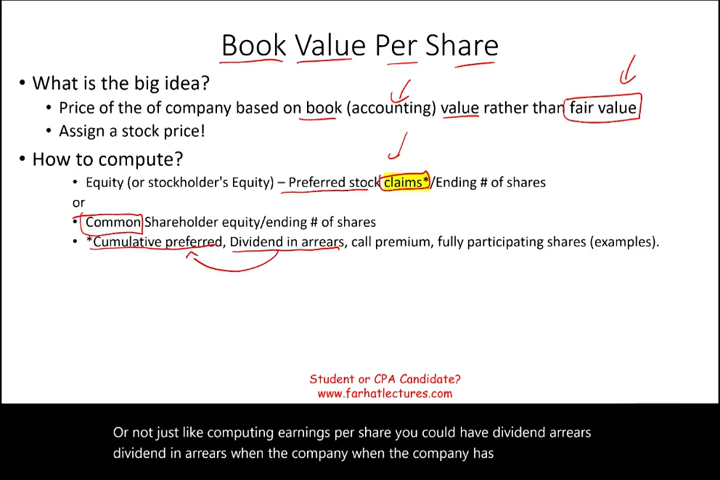 Book Value Per Share
• What is the big idea?
• Price of the of company based on book (accounting) value rather than fair value
• Assign a stock price!
• How to compute?
• Equity (or stockholder's Equity) – Preferred stock claims*/Ending # of shares
or
• Common Shareholder equity/ending # of shares
• *Cumulative preferred, Dividend in arrears, call premium, fully participating shares (examples).
Student or CPA Candidate?
www.farhatlectures.com
Or not just like computing earnings per share you could have dividend arrears
dividend in arrears when the company when the company has